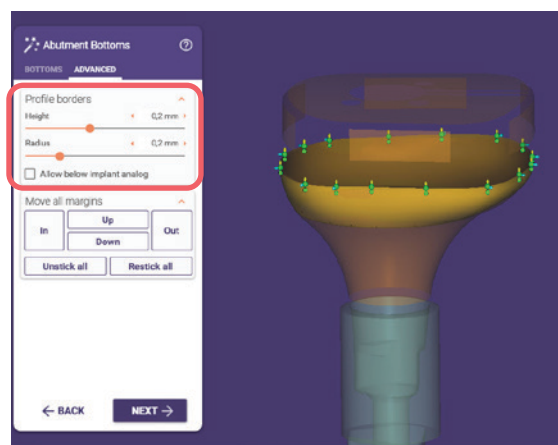 Abutment Bottoms
BOTTOMS ADVANCED
Profile borders
Height 0,2 mm
Radius 0,2 mm
Allow below implant analog
Move all margins
In Up Out
Down
Unstick all Restick all
BACK NEXT